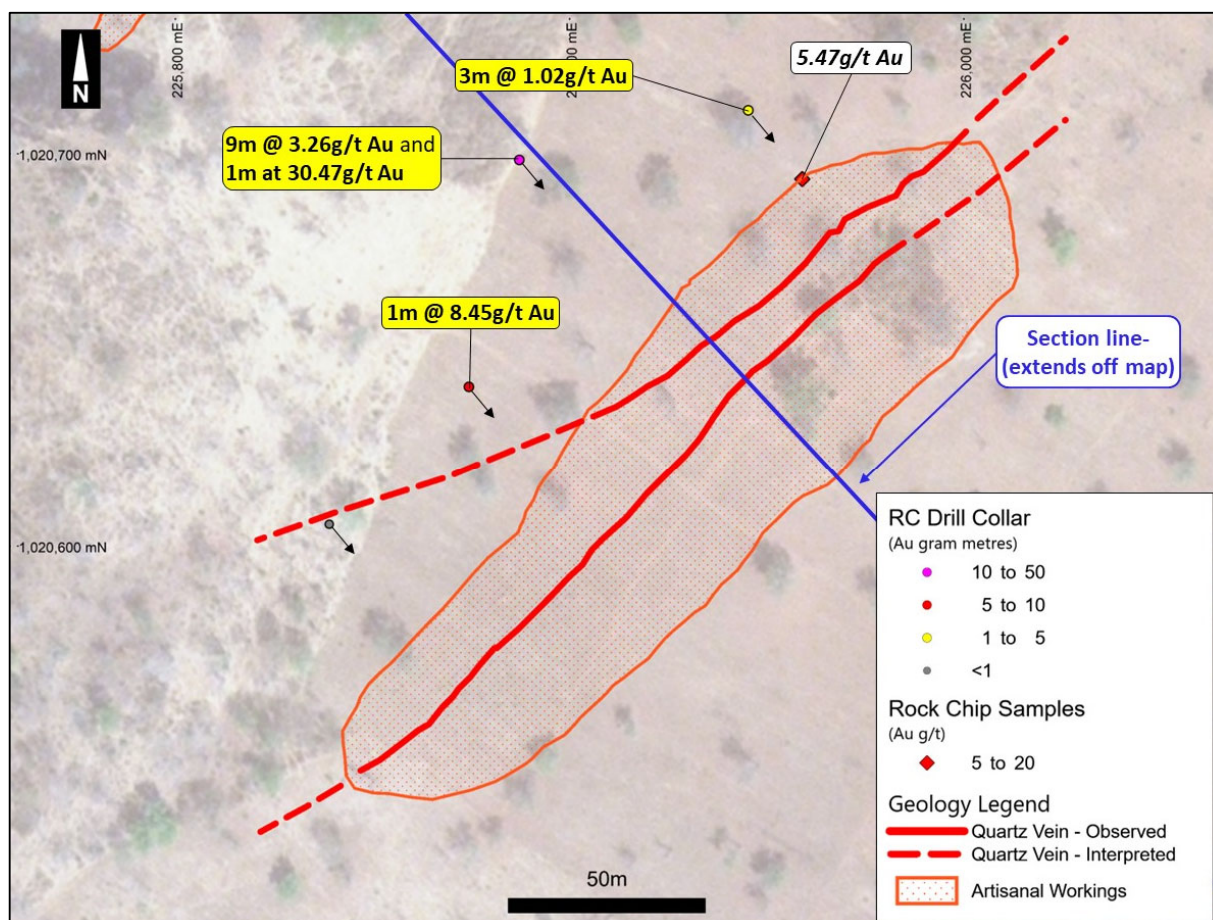 225,800 mE
226,000 mE
5.47g/t Au
3m @ 1.02g/t Au
N
1,020,700 mN
9m @ 3.26g/t Au and
1m at 30.47g/t Au
1m @ 8.45g/t Au
Section line-
(extends off map)
1,020,600 mN
RC Drill Collar
(Au gram metres)
10 to 50
5 to 10
1 to 5
<1
Rock Chip Samples
(Au g/t)
5 to 20
Geology Legend
Quartz Vein - Observed
Quartz Vein - Interpreted
Artisanal Workings
50m